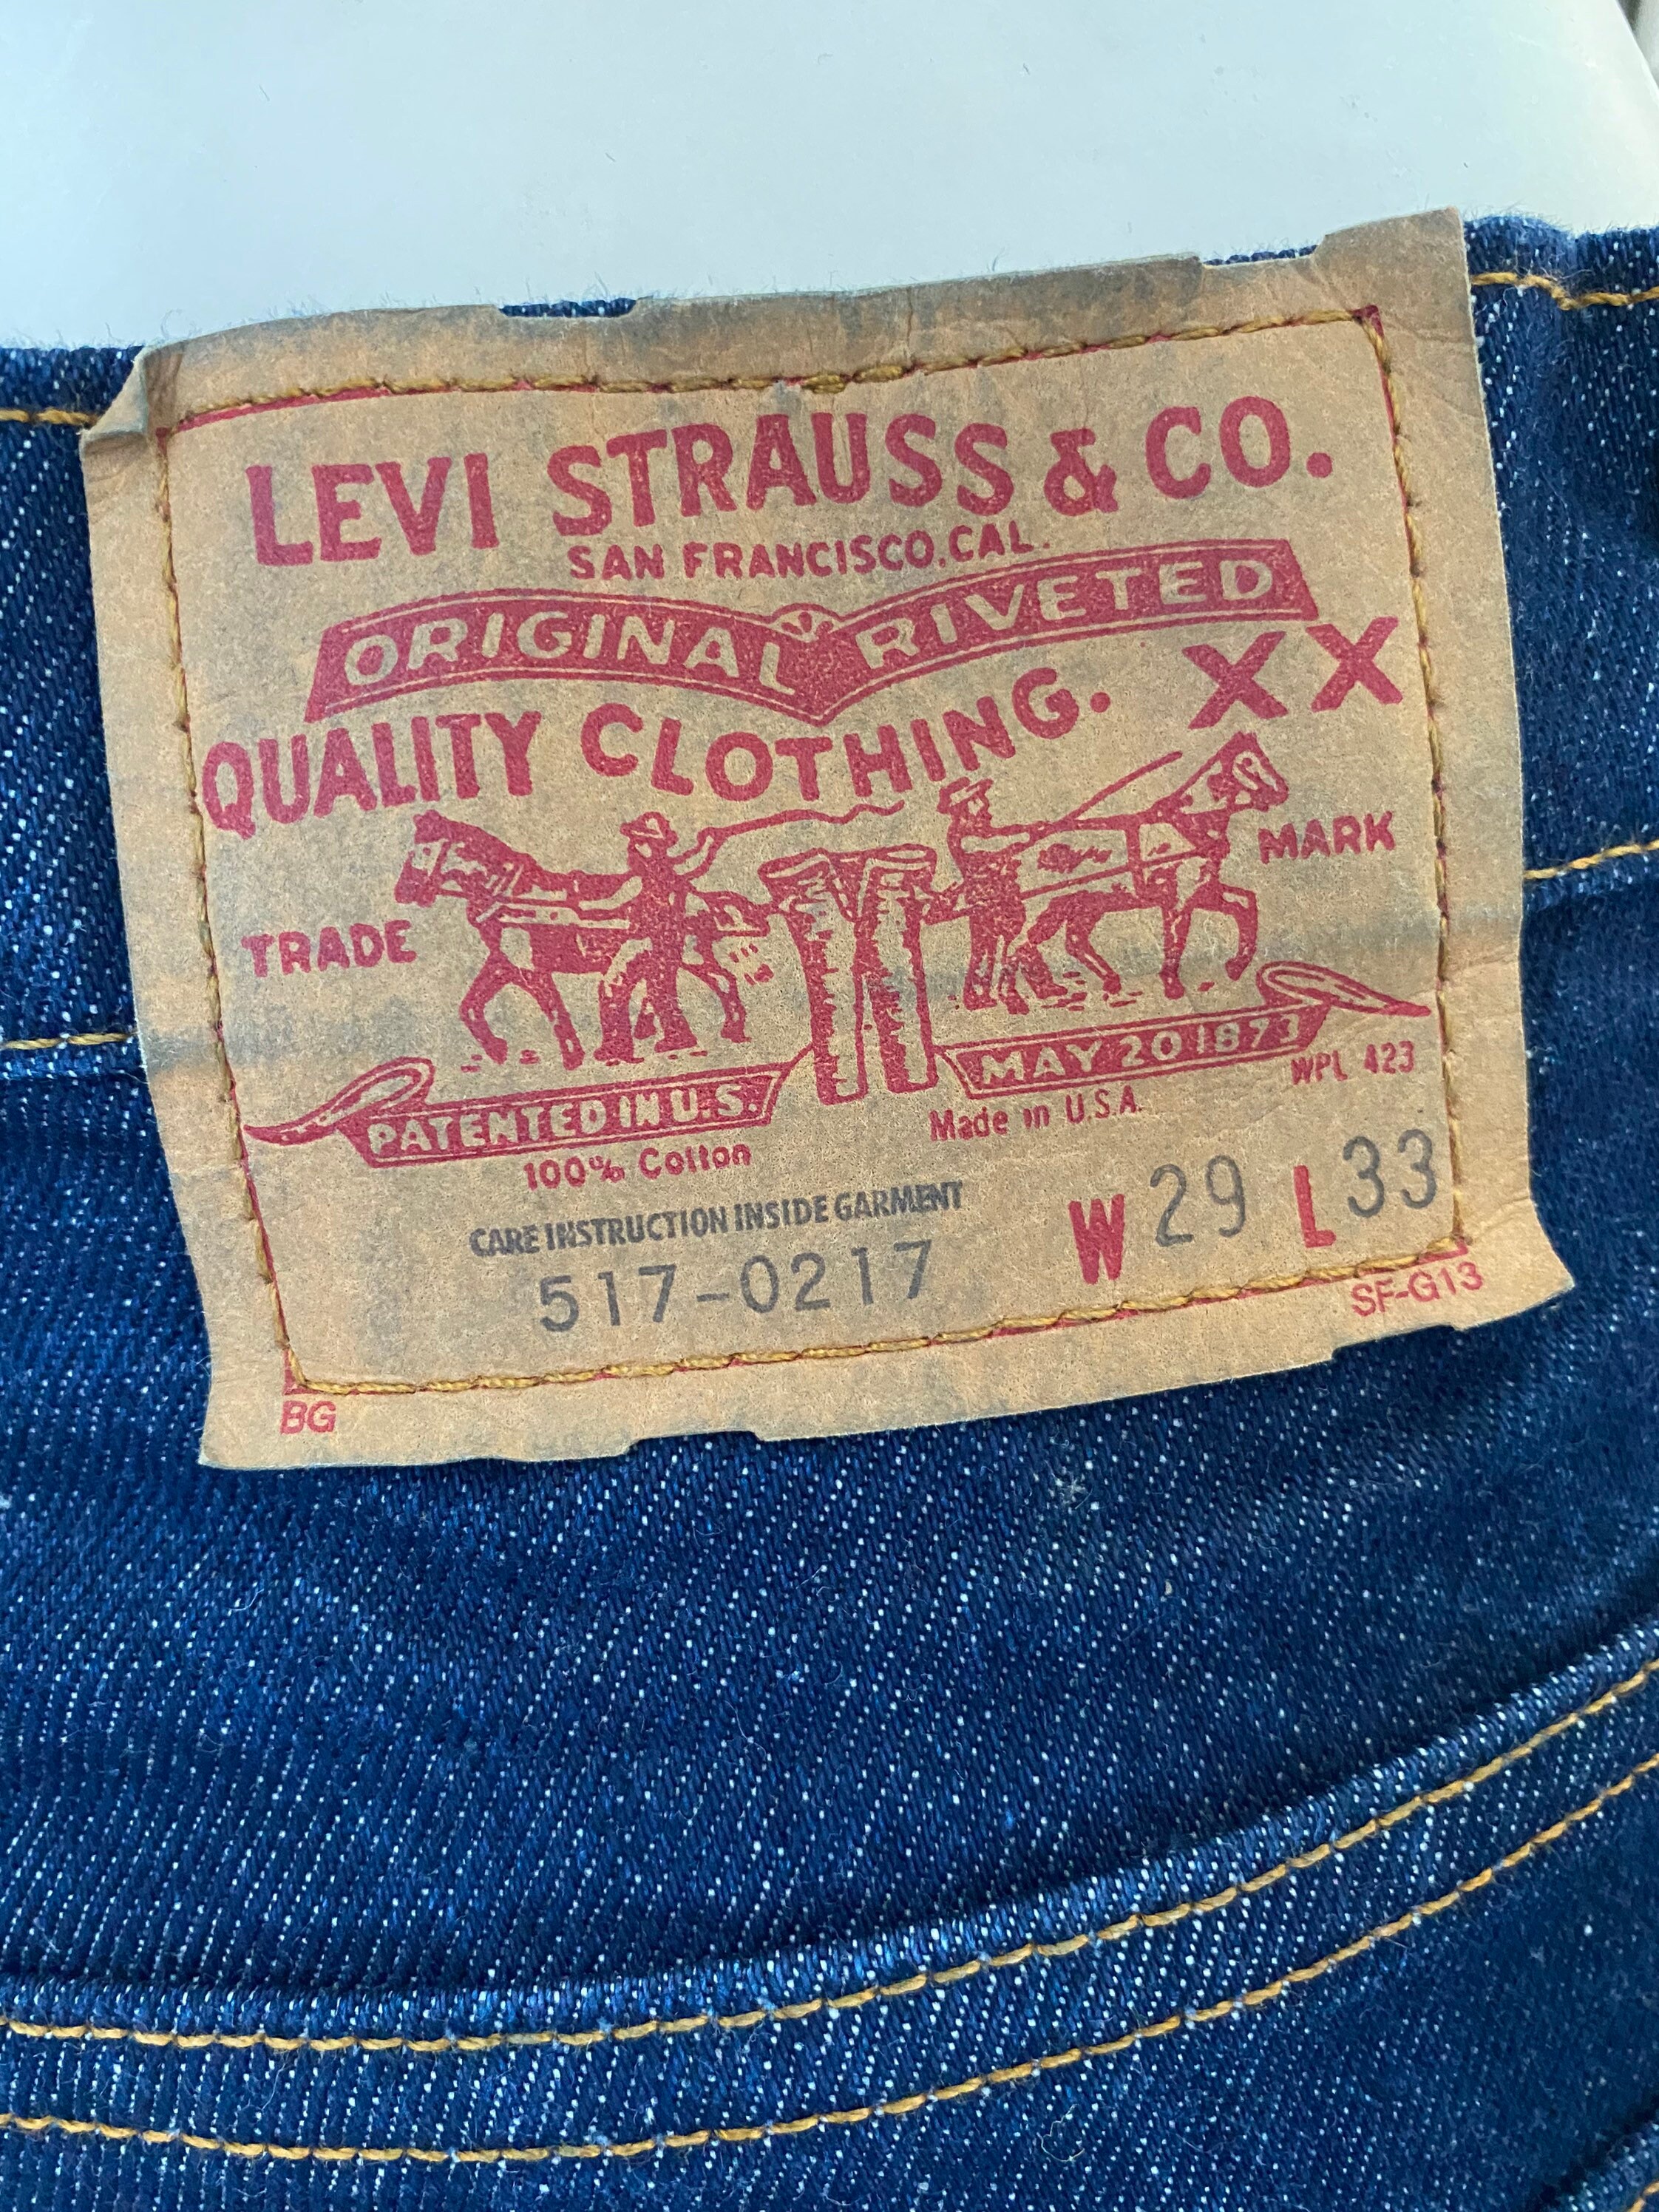 LEVI STRAUSS & CO.
SAN FRANCISCO, CAL.
ORIGINAL RIVETED
QUALITY CLOTHING. XX
TRADE MARK
PATENTED IN U.S. MAY 20 1873
WPL 423
100% Cotton Made in U.S.A.
CARE INSTRUCTION INSIDE GARMENT
517-0217 W 29 L 33
SF-G13
BG